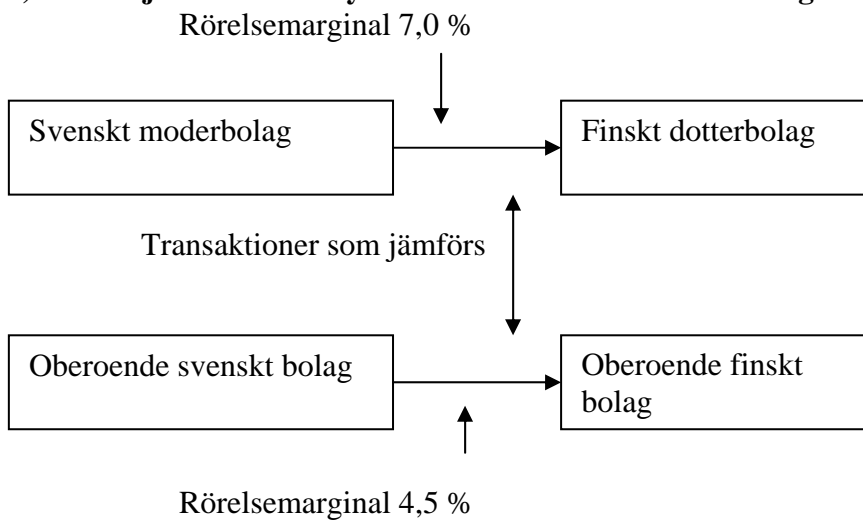 Rörelsemarginal 7,0 %
Svenskt moderbolag
Finskt dotterbolag
Transaktioner som jämförs
Oberoende svenskt bolag
Oberoende finskt
bolag
Rörelsemarginal 4,5 %